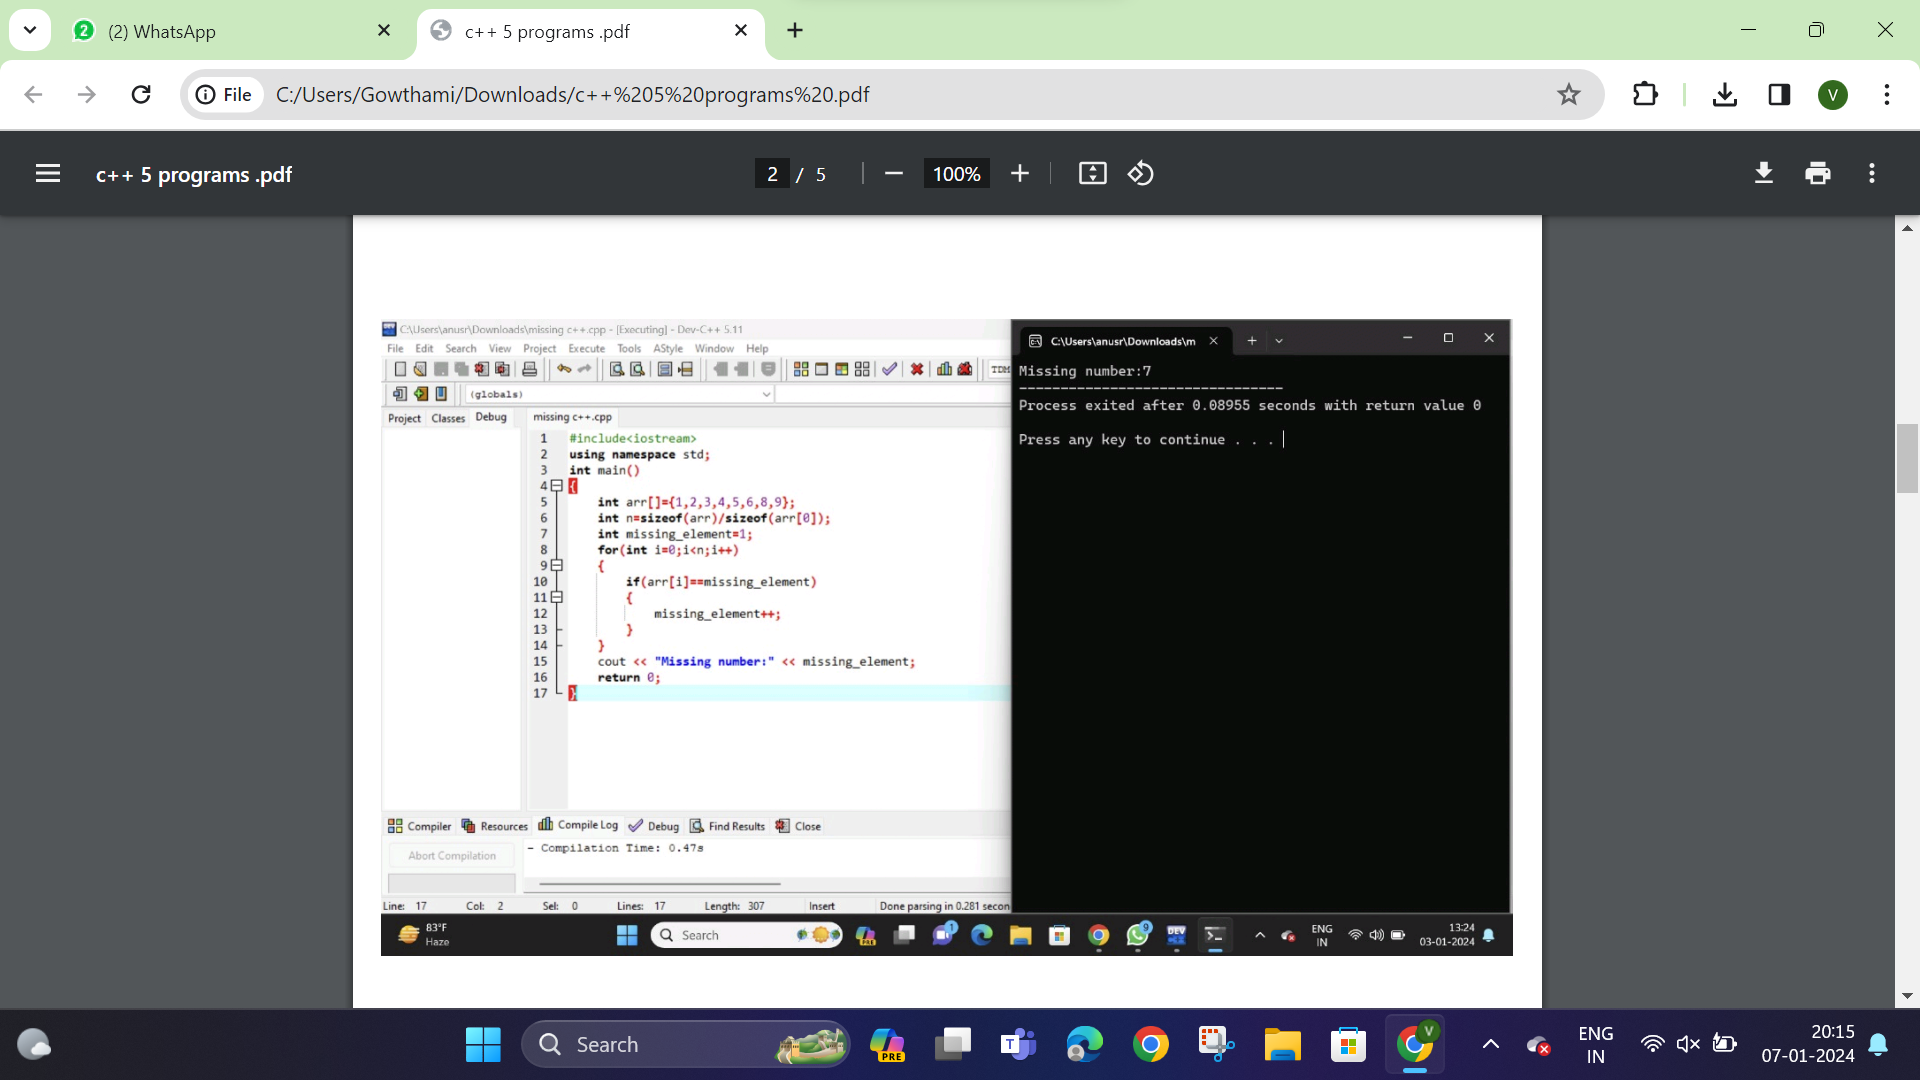 (2) WhatsApp
c++ 5 programs .pdf
File
C:/Users/Gowthami/Downloads/c++%205%20programs%20.pdf
V
c++ 5 programs .pdf
2 / 5
100%
C:\Users\anusr\Downloads\missing c++.cpp - [Executing] - Dev-C++ 5.11
File Edit Search View Project Execute Tools AStyle Window Help
TDM
(globals)
Project Classes Debug
missing c++.cpp
1 #include<iostream>
2 using namespace std;
3 int main()
4 {
5 int arr[]={1,2,3,4,5,6,8,9};
6 int n=sizeof(arr)/sizeof(arr[0]);
7 int missing_element=1;
8 for(int i=0;i<n;i++)
9 {
10 if(arr[i]==missing_element)
11 {
12 missing_element++;
13 }
14 }
15 cout << "Missing number:" << missing_element;
16 return 0;
17 }
Compiler Resources Compile Log Debug Find Results Close
Abort Compilation
- Compilation Time: 0.47s
Line: 17 Col: 2 Sel: 0 Lines: 17 Length: 307 Insert Done parsing in 0.281 secon
C:\Users\anusr\Downloads\m
Missing number:7
--------------------------------
Process exited after 0.08955 seconds with return value 0
Press any key to continue . . .
83°F
Haze
Search
PRE
DEV
ENG
IN
13:24
03-01-2024
Search
PRE
V
ENG
IN
20:15
07-01-2024